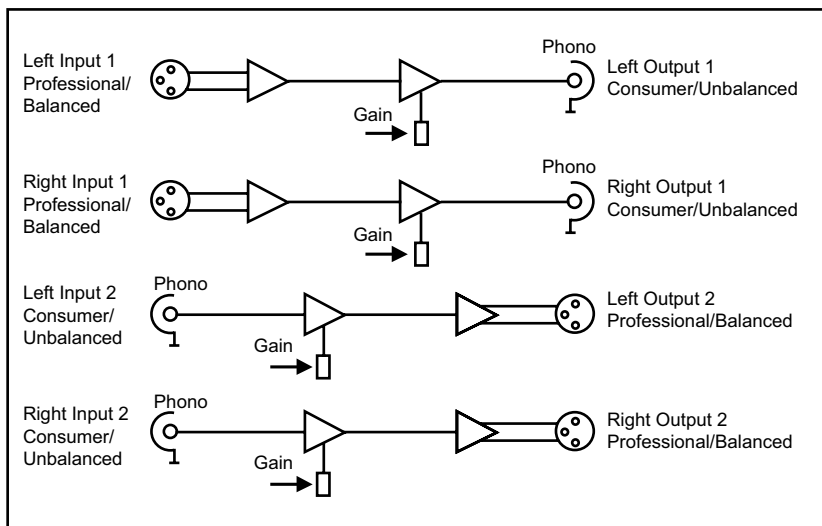 Left Input 1
Professional/
Balanced
Phono
Left Output 1
Consumer/Unbalanced
Gain
Right Input 1
Professional/
Balanced
Phono
Right Output 1
Consumer/Unbalanced
Gain
Left Input 2
Consumer/
Unbalanced
Phono
Left Output 2
Professional/Balanced
Gain
Right Input 2
Consumer/
Unbalanced
Phono
Right Output 2
Professional/Balanced
Gain